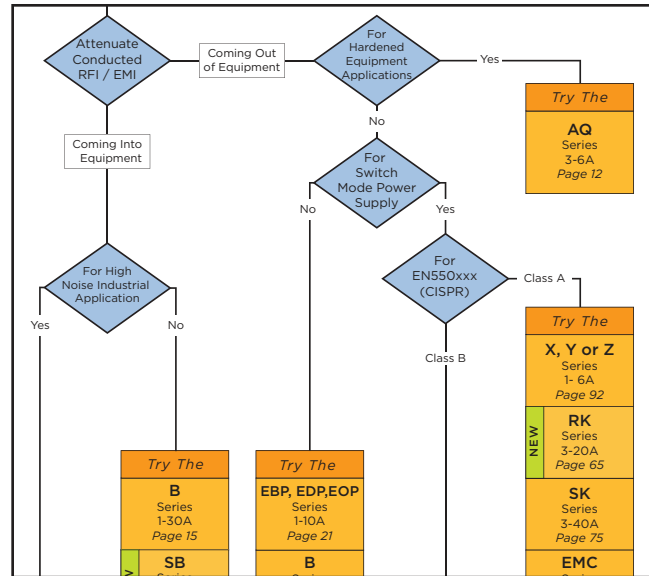 Attenuate
Conducted
RFI / EMI
Coming Out
of Equipment
For
Hardened
Equipment
Applications
Yes
Try The
AQ
Series
3-6A
Page 12
Coming Into
Equipment
No
For
Switch
Mode Power
Supply
No
Yes
For
EN550xxx
(CISPR)
Class A
For High
Noise Industrial
Application
Yes
No
Class B
Try The
X, Y or Z
Series
1- 6A
Page 92
NEW
RK
Series
3-20A
Page 65
SK
Series
3-40A
Page 75
EMC
Try The
B
Series
1-30A
Page 15
SB
Try The
EBP, EDP,EOP
Series
1-10A
Page 21
B